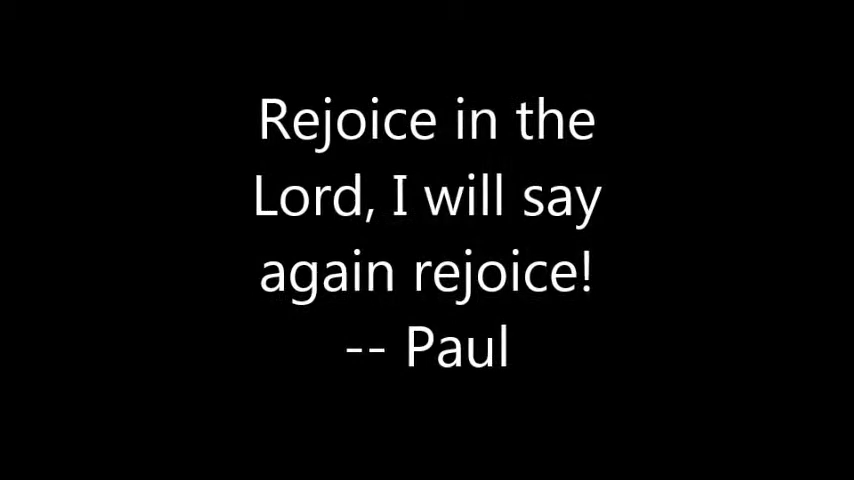 Rejoice in the
Lord, I will say
again rejoice!
-- Paul